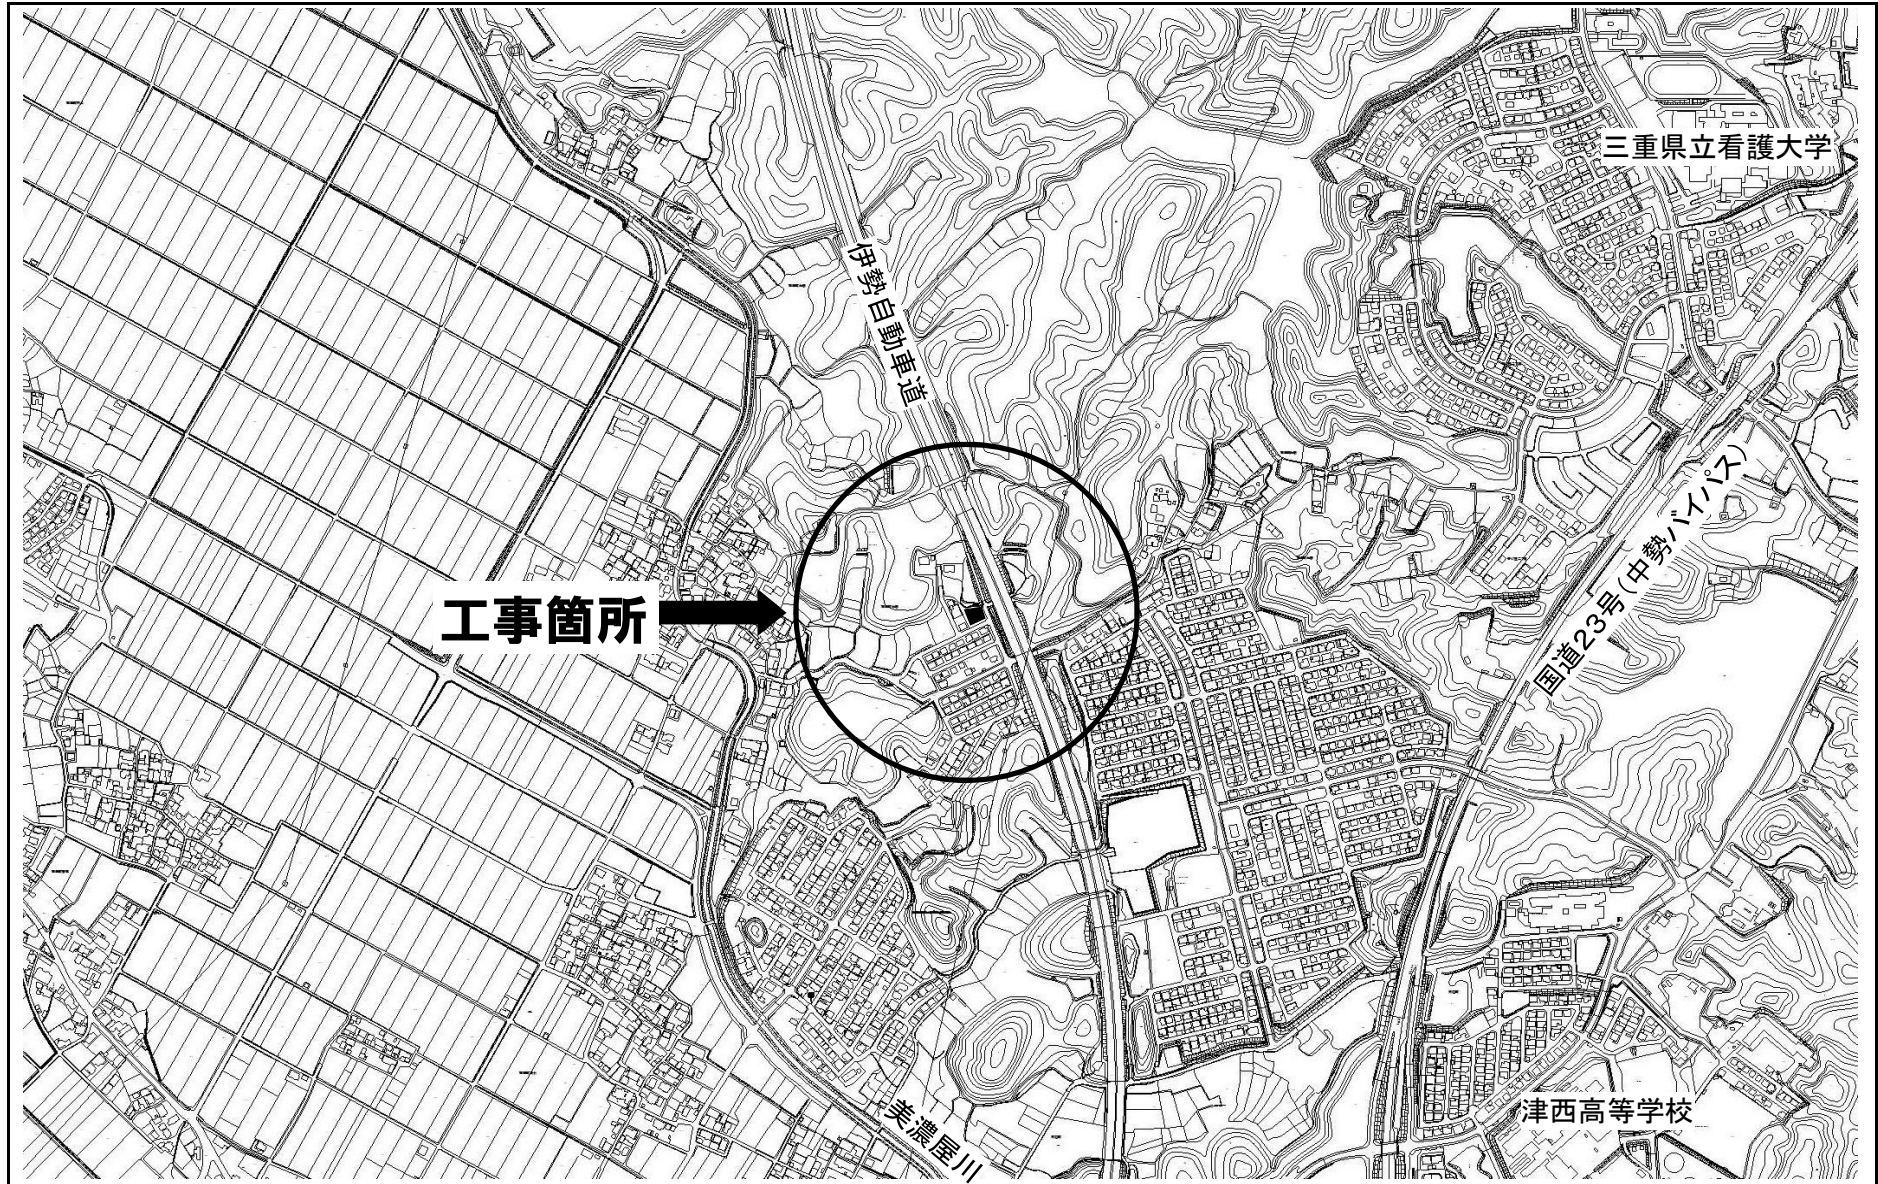 三重県立看護大学
伊勢自動車道
国道23号(中勢バイパス)
工事箇所
美濃屋川
津西高等学校